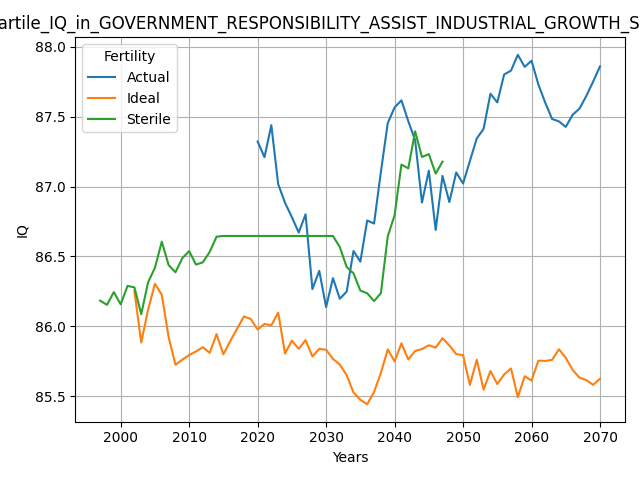 artile_IQ_in_GOVERNMENT_RESPONSIBILITY_ASSIST_INDUSTRIAL_GROWTH_S
Fertility
Actual
Ideal
Sterile
IQ
88.0
87.5
87.0
86.5
86.0
85.5
2000 2010 2020 2030 2040 2050 2060 2070
Years